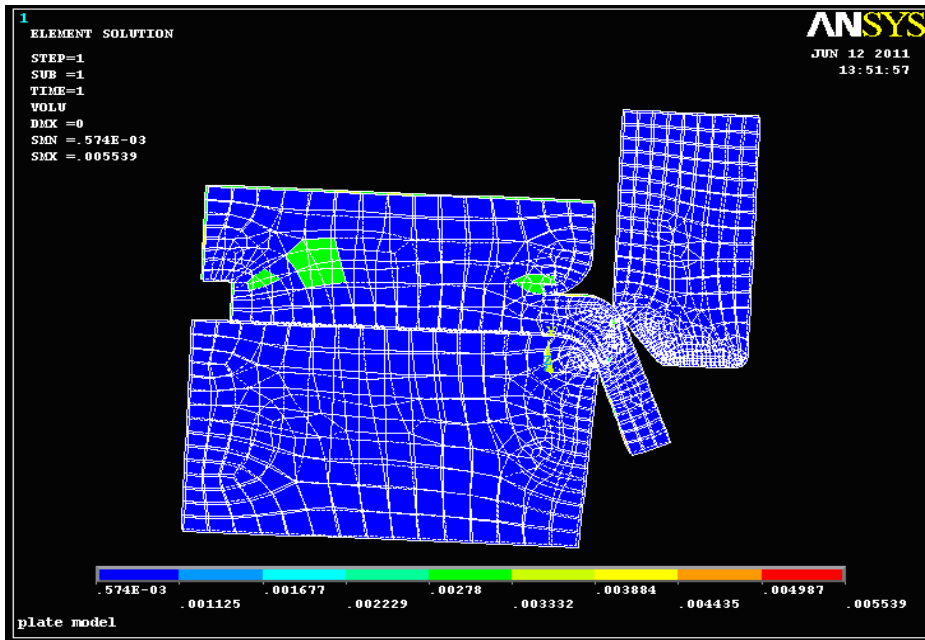 1
ANSYS
ELEMENT SOLUTION
JUN 12 2011
13:51:57
STEP=1
SUB =1
TIME=1
VOLU
DMX =0
SMN =.574E-03
SMX =.005539
.574E-03 .001677 .00278 .003884 .004987
.001125 .002229 .003332 .004435 .005539
plate model